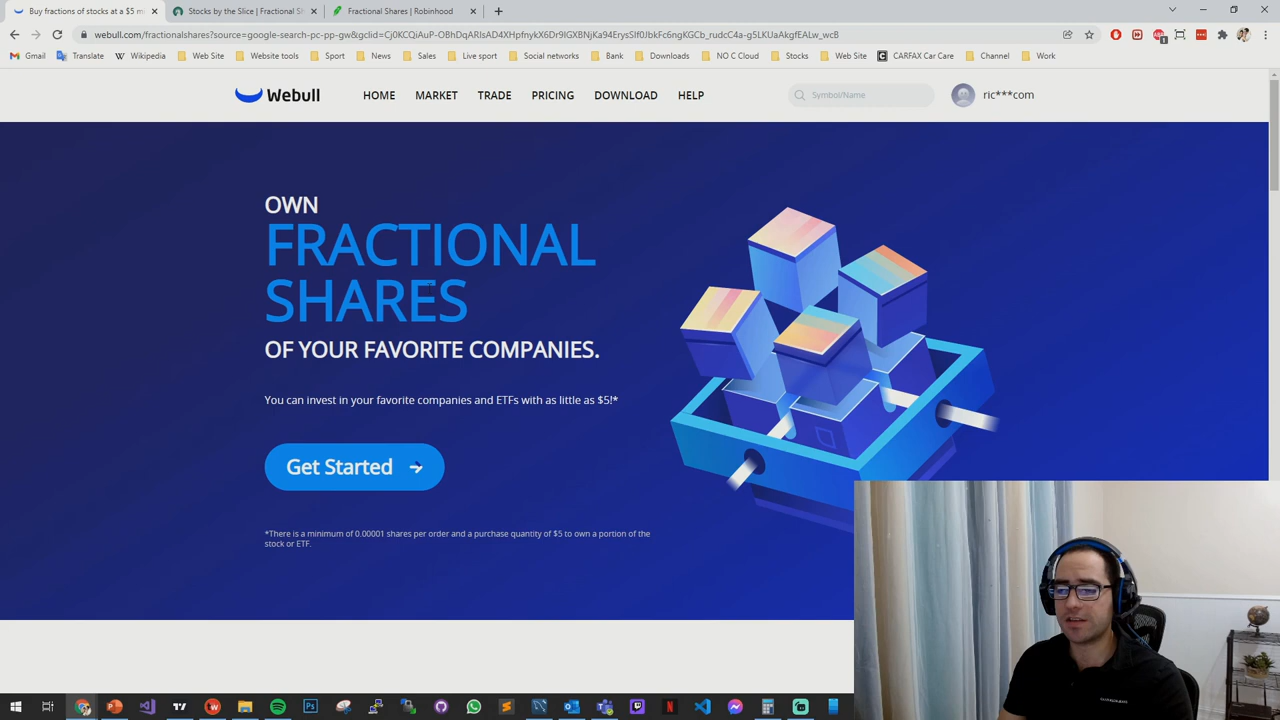 Buy fractions of stocks at a $5 mi
Stocks by the Slice | Fractional S
Fractional Shares | Robinhood
webull.com/fractionalshares?source=google-search-pc-pp-gw&gclid=
Gmail
Translate
Wikipedia
Web Site
Website tools
Sport
News
Sales
Live sport
Social networks
Bank
Downloads
NO C Cloud
Stocks
Web Site
CARFAX Car Care
Channel
Work
Webull
HOME
MARKET
TRADE
PRICING
DOWNLOAD
HELP
Symbol/Name
ric***com
OWN
FRACTIONAL
SHARES
OF YOUR FAVORITE COMPANIES.
You can invest in your favorite companies and ETFs with as little as $5!*
Get Started
*There is a minimum of 0.00001 shares per order and a purchase quantity of $5 to own a portion of the
stock or ETF.